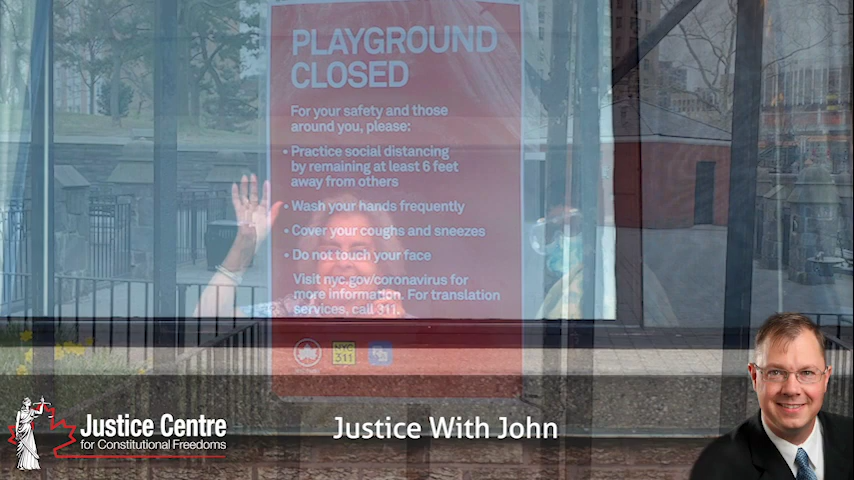 PLAYGROUND
CLOSED
For your safety and those
around you, please:
• Practice social distancing
by remaining at least 6 feet
away from others
• Wash your hands frequently
• Cover your coughs and sneezes
• Do not touch your face
Visit nyc.gov/coronavirus for
more information. For translation
services, call 311.
NYC
311
Justice Centre
for Constitutional Freedoms
Justice With John